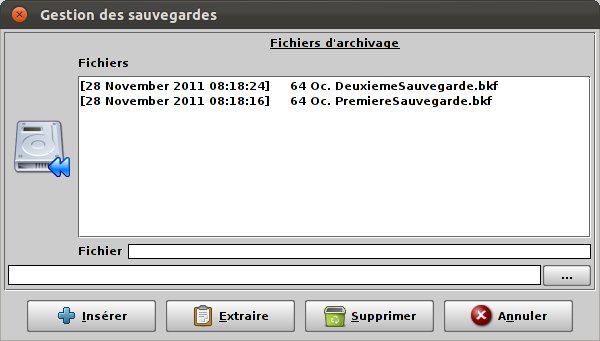 Gestion des sauvegardes
Fichiers d'archivage
Fichiers
[28 November 2011 08:18:24] 64 Oc. DeuxiemeSauvegarde.bkf
[28 November 2011 08:18:16] 64 Oc. PremiereSauvegarde.bkf
Fichier
...
Insérer Extraire Supprimer Annuler